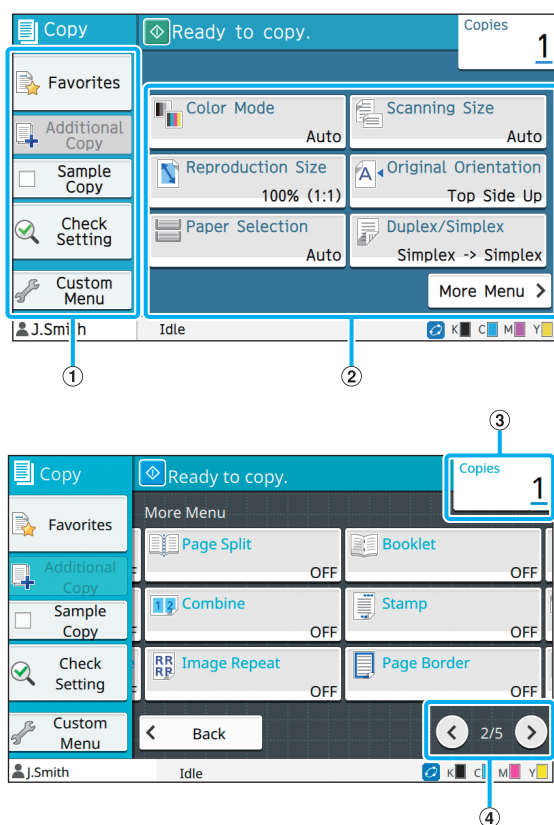 Copy
Ready to copy.
Copies
1
Favorites
Additional
Copy
Sample
Copy
Check
Setting
Custom
Menu
Color Mode
Auto
Scanning Size
Auto
Reproduction Size
100% (1:1)
Original Orientation
Top Side Up
Paper Selection
Auto
Duplex/Simplex
Simplex -> Simplex
More Menu >
J.Smith
Idle
K C M Y
1
2
3
Copy
Ready to copy.
Copies
1
Favorites
Additional
Copy
Sample
Copy
Check
Setting
Custom
Menu
More Menu
Page Split
OFF
Booklet
OFF
1 2 Combine
OFF
Stamp
OFF
RR
RR
Image Repeat
OFF
Page Border
OFF
< Back
< 2/5 >
J.Smith
Idle
K C M Y
4